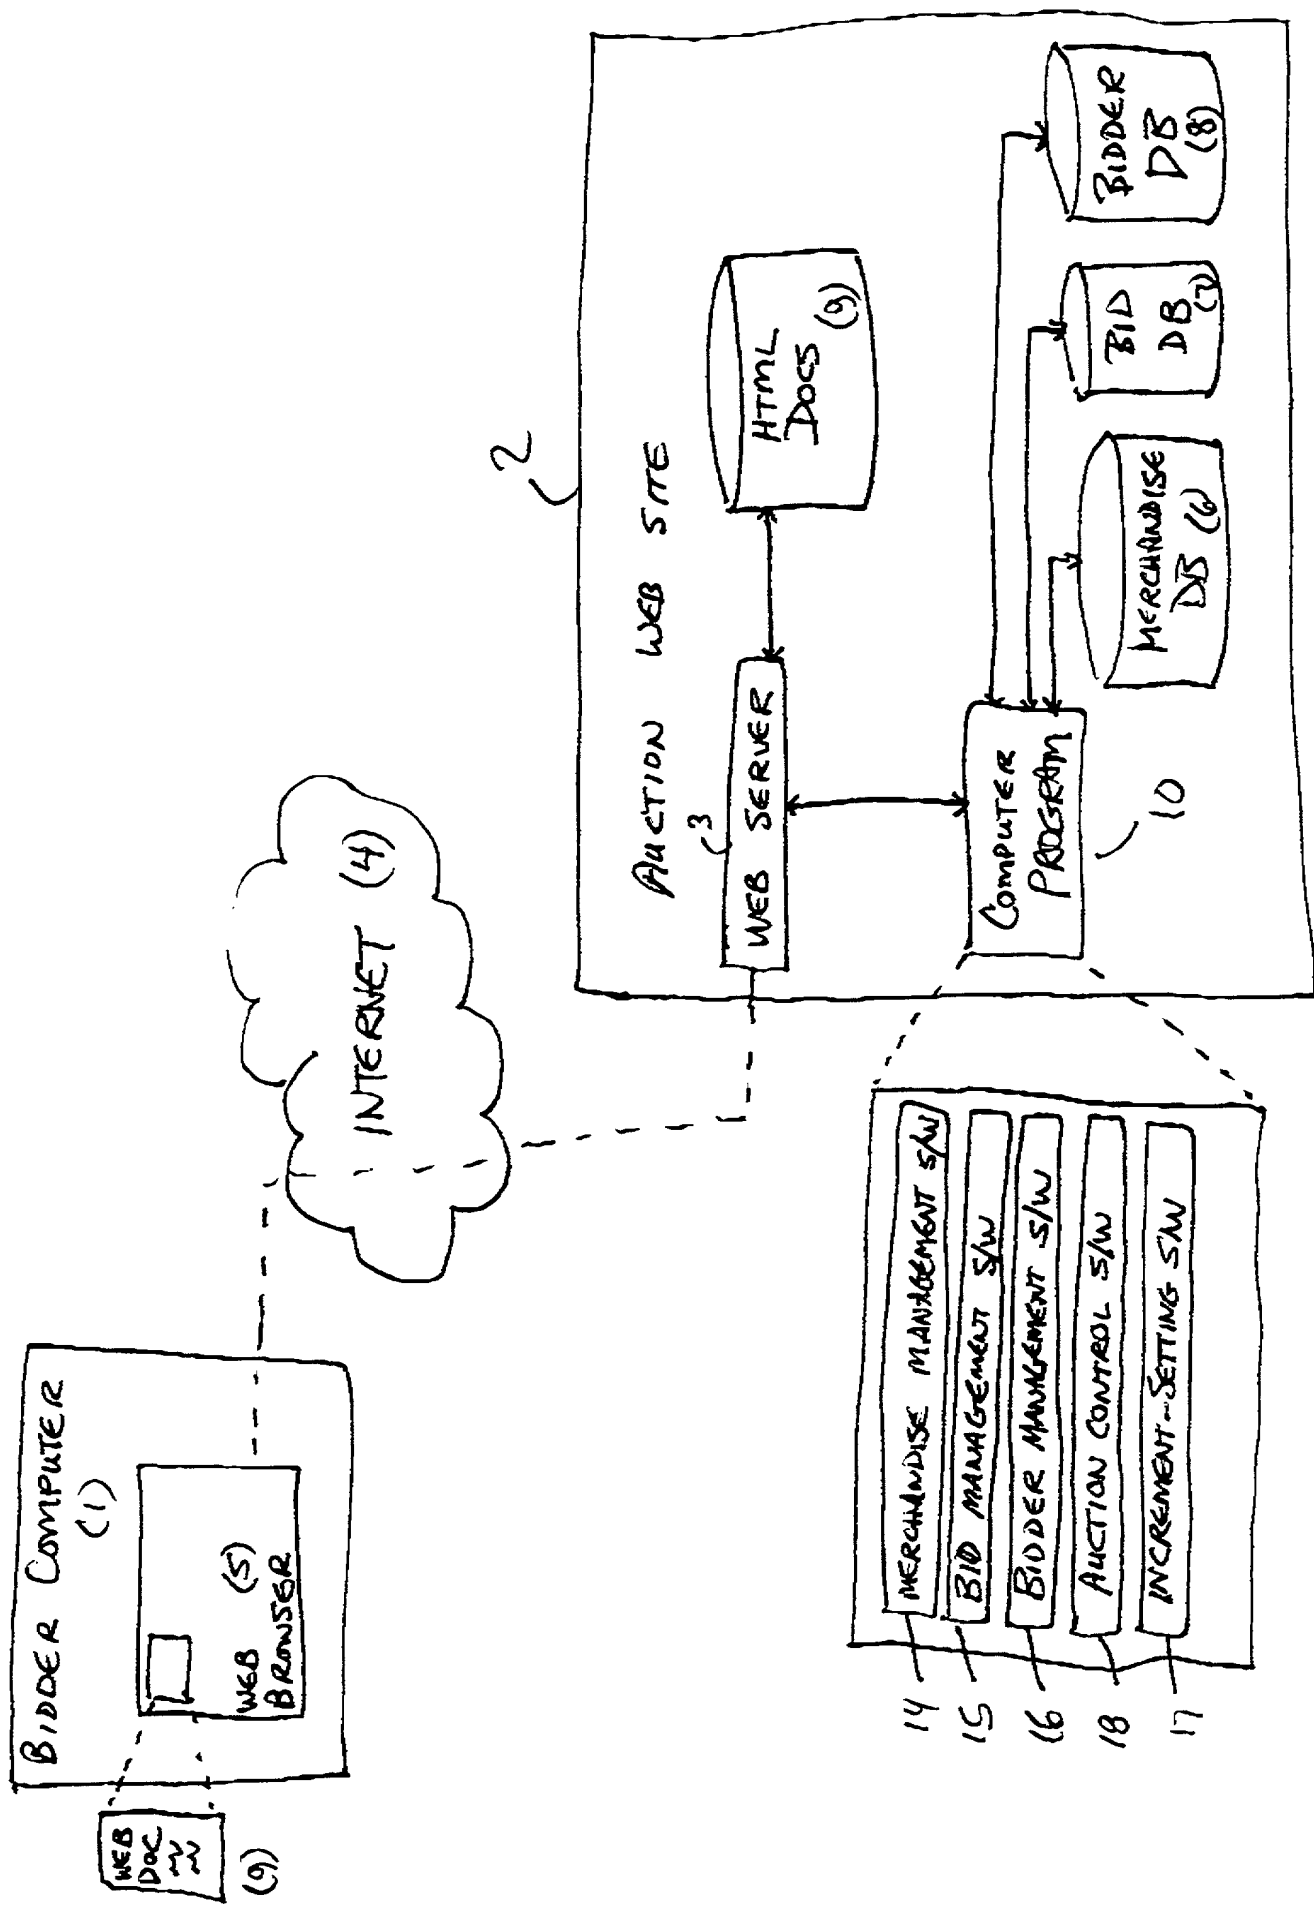 BIDDER COMPUTER
(1)
WEB
BROWSER
(5)
WEB
DOC
(9)
INTERNET (4)
2
AUCTION WEB SITE
3
WEB SERVER
HTML
DOCS
(9)
COMPUTER
PROGRAM
10
MERCHANDISE
DB (6)
BID
DB
(7)
BIDDER
DB
(8)
14
MERCHANDISE MANAGEMENT S/W
15
BID MANAGEMENT S/W
16
BIDDER MANAGEMENT S/W
18
AUCTION CONTROL S/W
17
INCREMENT-SETTING S/W